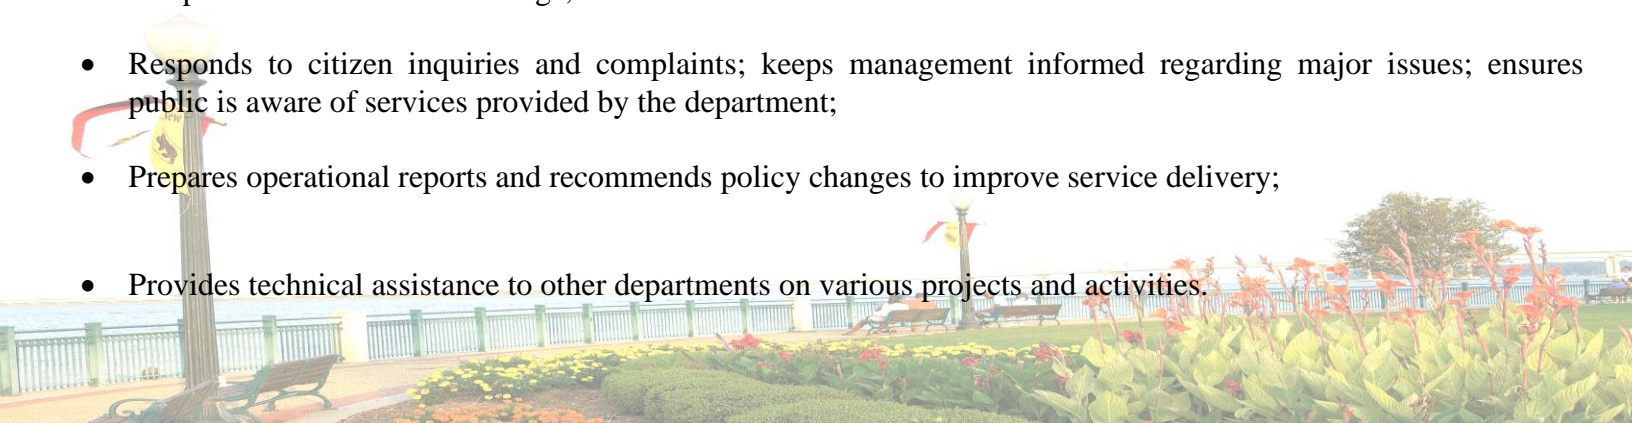 • Responds to citizen inquiries and complaints; keeps management informed regarding major issues; ensures
public is aware of services provided by the department;
• Prepares operational reports and recommends policy changes to improve service delivery;
New
• Provides technical assistance to other departments on various projects and activities.